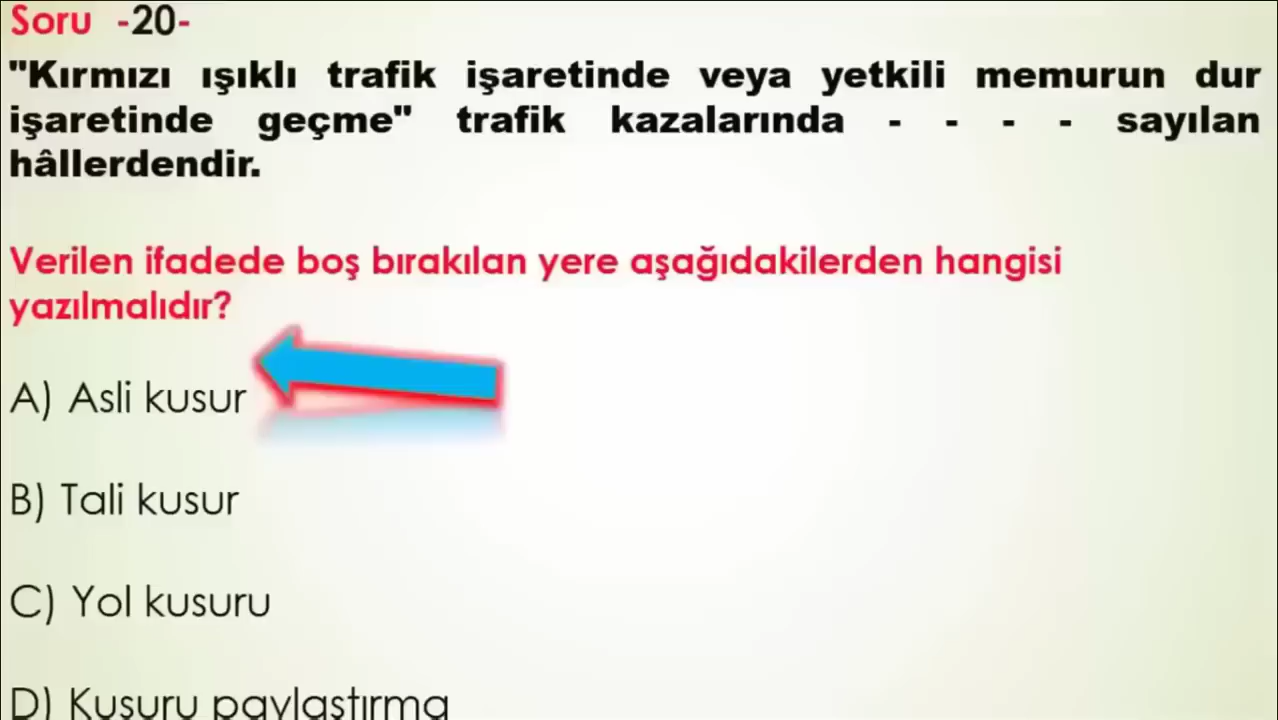 Soru -20-
"Kırmızı ışıklı trafik işaretinde veya yetkili memurun dur
işaretinde geçme" trafik kazalarında - - - - sayılan
hâllerdendir.
Verilen ifadede boş bırakılan yere aşağıdakilerden hangisi
yazılmalıdır?
A) Asli kusur
B) Tali kusur
C) Yol kusuru
D) Kusuru paylaştırma